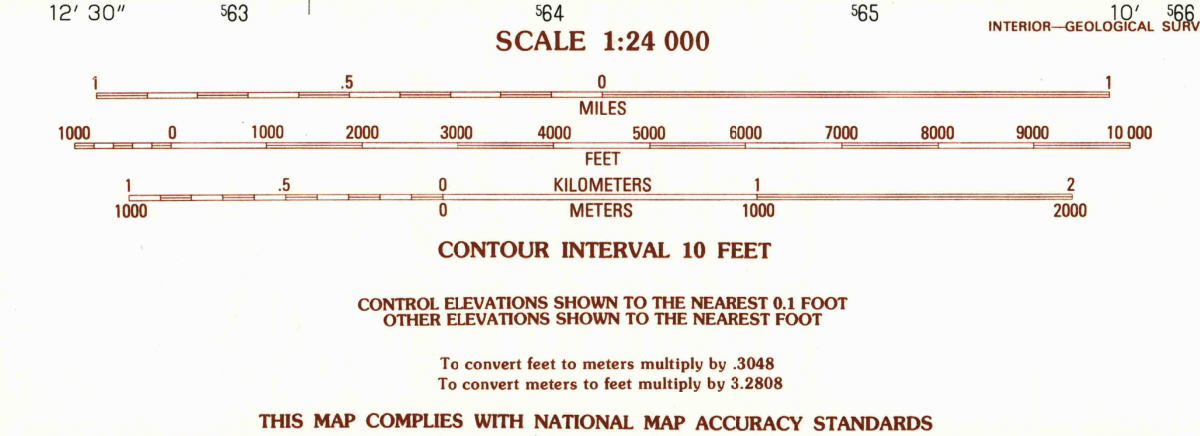 12' 30" ⁵63 ⁵64 ⁵65 10' ⁵66
INTERIOR—GEOLOGICAL SURV
SCALE 1:24 000
1 .5 0 1
MILES
1000 0 1000 2000 3000 4000 5000 6000 7000 8000 9000 10 000
FEET
1 .5 0 KILOMETERS 1 2
1000 0 METERS 1000 2000
CONTOUR INTERVAL 10 FEET
CONTROL ELEVATIONS SHOWN TO THE NEAREST 0.1 FOOT
OTHER ELEVATIONS SHOWN TO THE NEAREST FOOT
To convert feet to meters multiply by .3048
To convert meters to feet multiply by 3.2808
THIS MAP COMPLIES WITH NATIONAL MAP ACCURACY STANDARDS